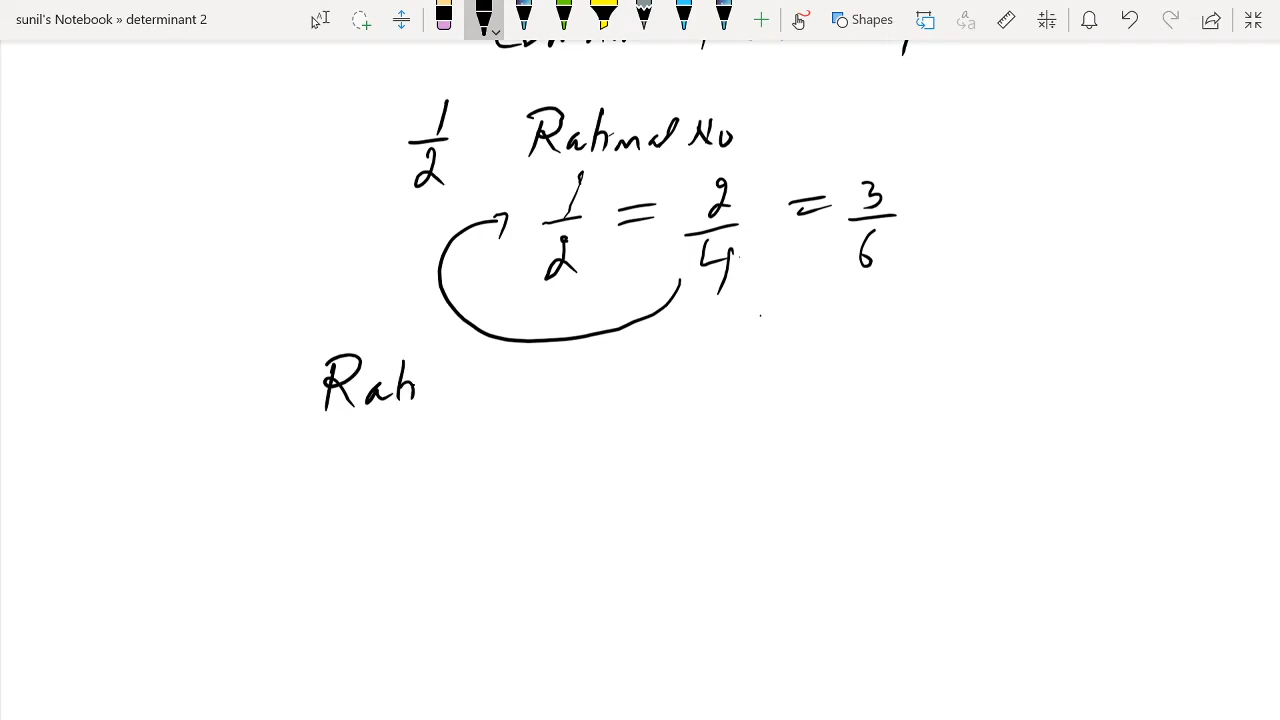 sunil's Notebook » determinant 2
Shapes
1/2 Rational No
1/2 = 2/4 = 3/6
Rati